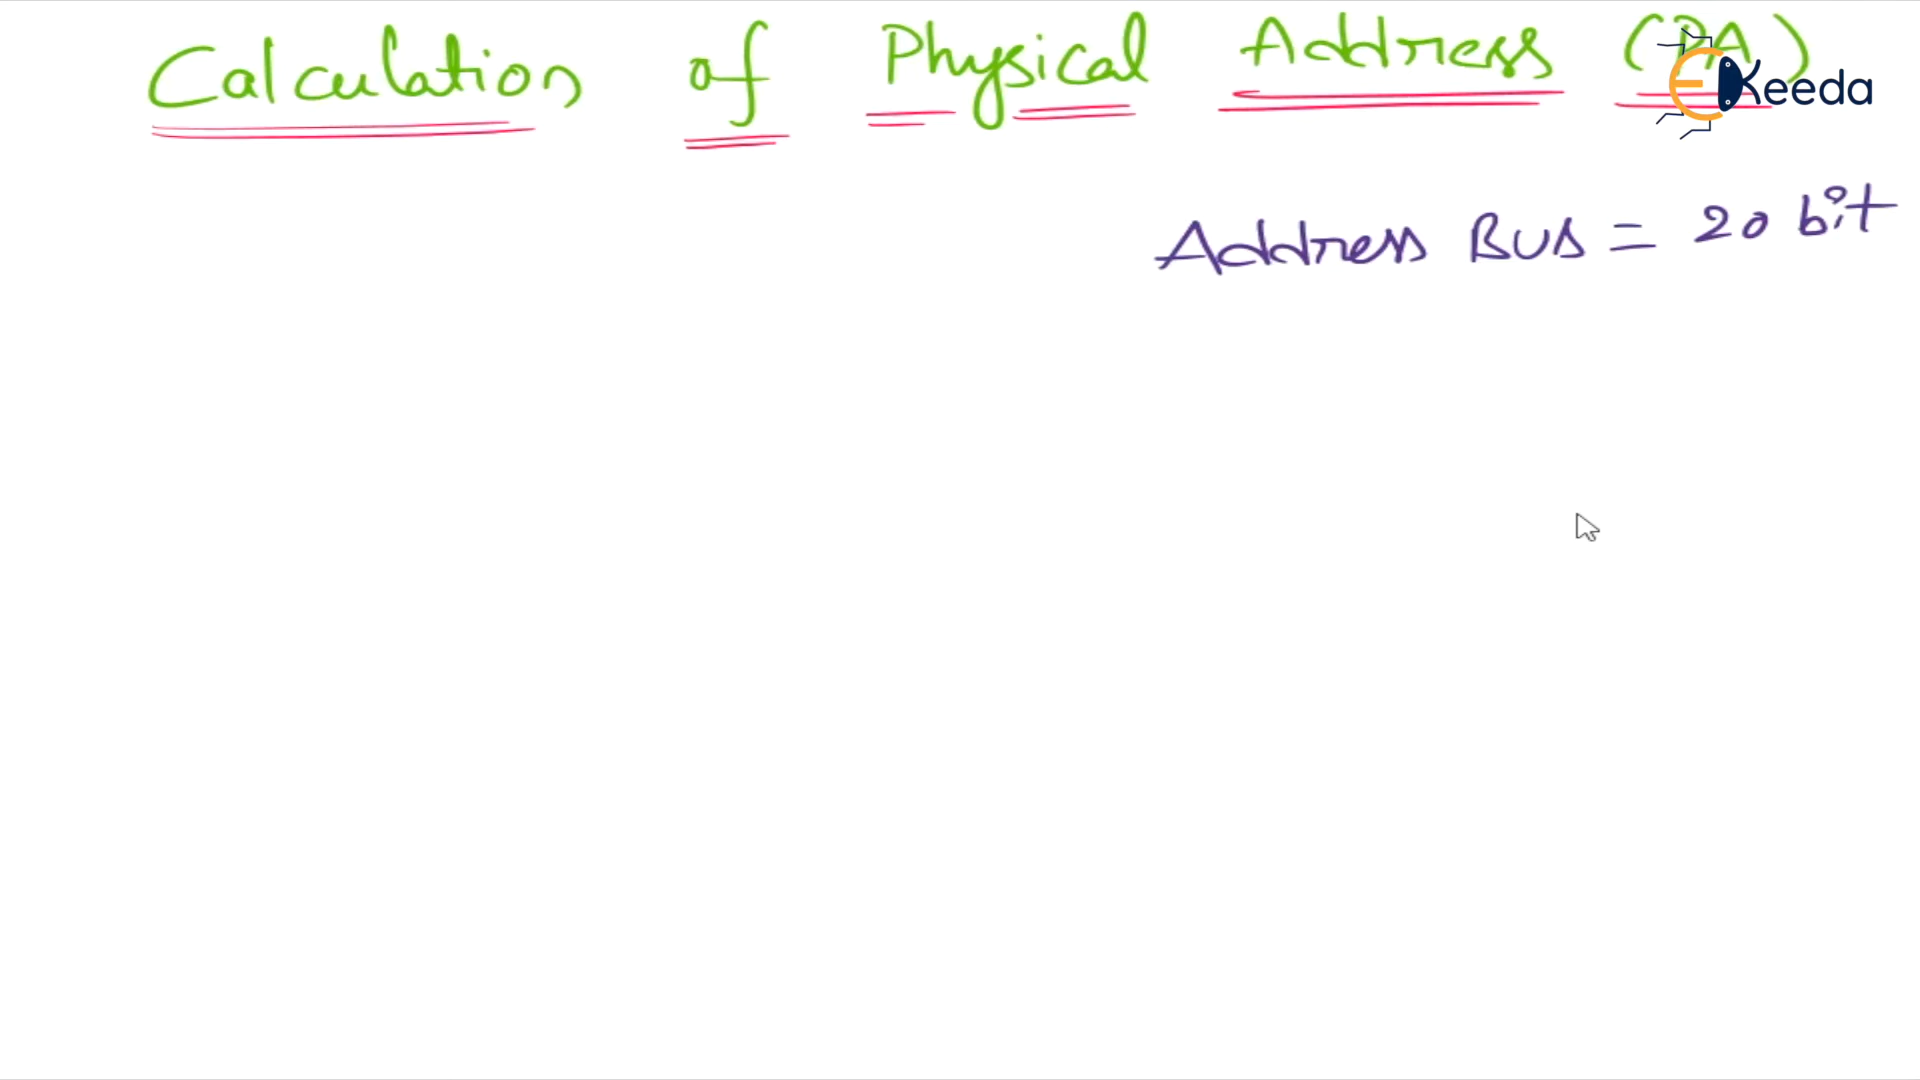 Calculation of Physical Address (PA)
EKeeda
Address Bus = 20 bit